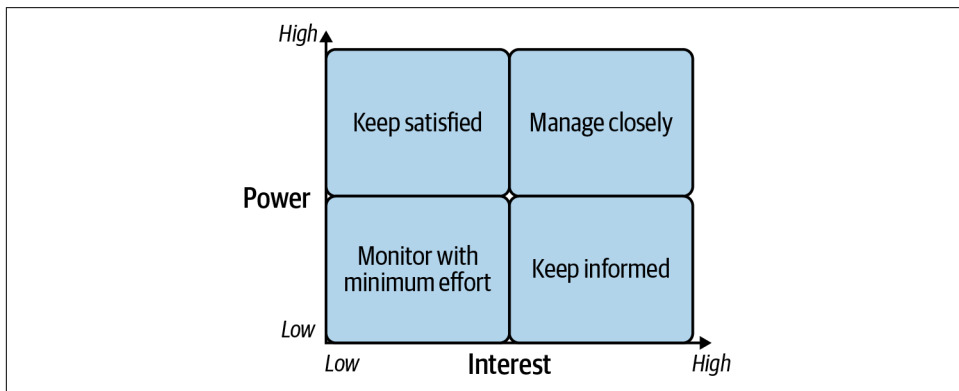 High
Keep satisfied
Manage closely
Power
Monitor with
minimum effort
Keep informed
Low
Low
Interest
High